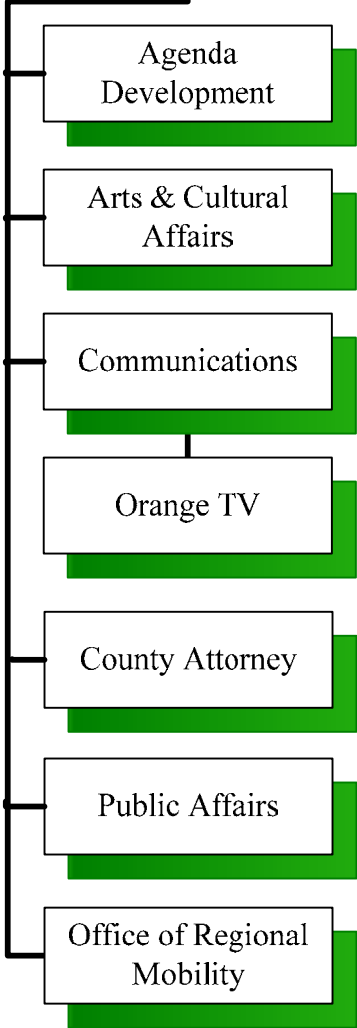 Agenda
Development
Arts & Cultural
Affairs
Communications
Orange TV
County Attorney
Public Affairs
Office of Regional
Mobility